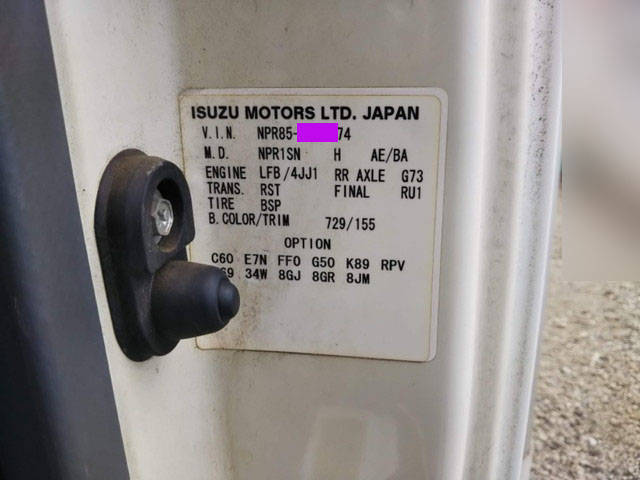 ISUZU MOTORS LTD. JAPAN
V.I.N. NPR85- 74
M.D. NPR1SN H AE/BA
ENGINE LFB/4JJ1 RR AXLE G73
TRANS. RST FINAL RU1
TIRE BSP
B.COLOR/TRIM 729/155
OPTION
C60 E7N FF0 G50 K89 RPV
34W 8GJ 8GR 8JM